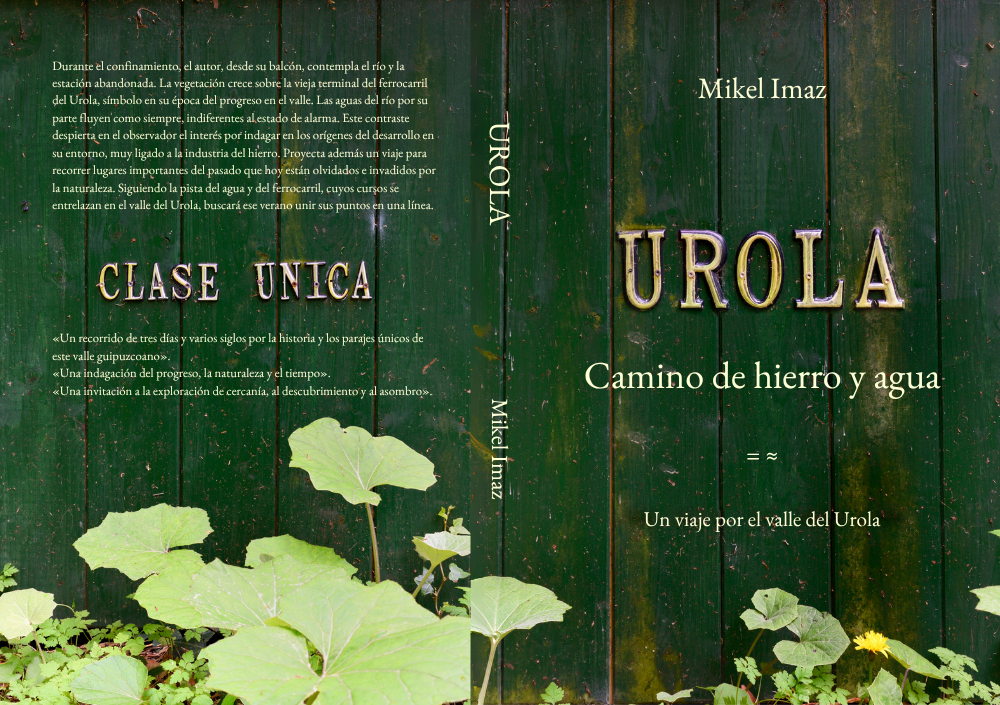 Durante el confinamiento, el autor, desde su balcón, contempla el río y la
estación abandonada. La vegetación crece sobre la vieja terminal del ferrocarril
del Urola, símbolo en su época del progreso en el valle. Las aguas del río por su
parte fluyen como siempre, indiferentes al estado de alarma. Este contraste
despierta en el observador el interés por indagar en los orígenes del desarrollo en
su entorno, muy ligado a la industria del hierro. Proyecta además un viaje para
recorrer lugares importantes del pasado que hoy están olvidados e invadidos por
la naturaleza. Siguiendo la pista del agua y del ferrocarril, cuyos cursos se
entrelazan en el valle del Urola, buscará ese verano unir sus puntos en una línea.
CLASE UNICA
«Un recorrido de tres días y varios siglos por la historia y los parajes únicos de
este valle guipuzcoano».
«Una indagación del progreso, la naturaleza y el tiempo».
«Una invitación a la exploración de cercanía, al descubrimiento y al asombro».
UROLA
Mikel Imaz
Mikel Imaz
UROLA
Camino de hierro y agua
= ≈
Un viaje por el valle del Urola